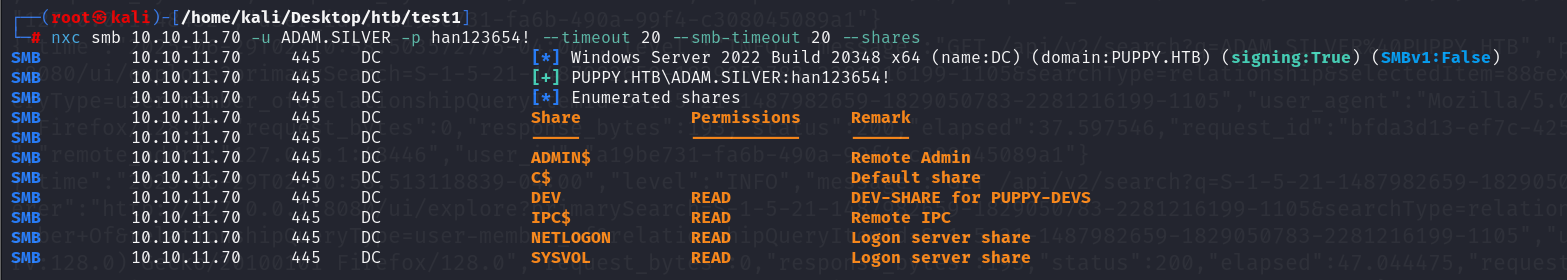 ┌──(root㉿kali)-[/home/kali/Desktop/htb/test1]
└─# nxc smb 10.10.11.70 -u ADAM.SILVER -p han123654! --timeout 20 --smb-timeout 20 --shares
SMB 10.10.11.70 445 DC [*] Windows Server 2022 Build 20348 x64 (name:DC) (domain:PUPPY.HTB) (signing:True) (SMBv1:False)
SMB 10.10.11.70 445 DC [+] PUPPY.HTB\ADAM.SILVER:han123654!
SMB 10.10.11.70 445 DC [*] Enumerated shares
SMB 10.10.11.70 445 DC Share Permissions Remark
SMB 10.10.11.70 445 DC ----- ----------- ------
SMB 10.10.11.70 445 DC ADMIN$ Remote Admin
SMB 10.10.11.70 445 DC C$ Default share
SMB 10.10.11.70 445 DC DEV READ DEV-SHARE for PUPPY-DEVS
SMB 10.10.11.70 445 DC IPC$ READ Remote IPC
SMB 10.10.11.70 445 DC NETLOGON READ Logon server share
SMB 10.10.11.70 445 DC SYSVOL READ Logon server share